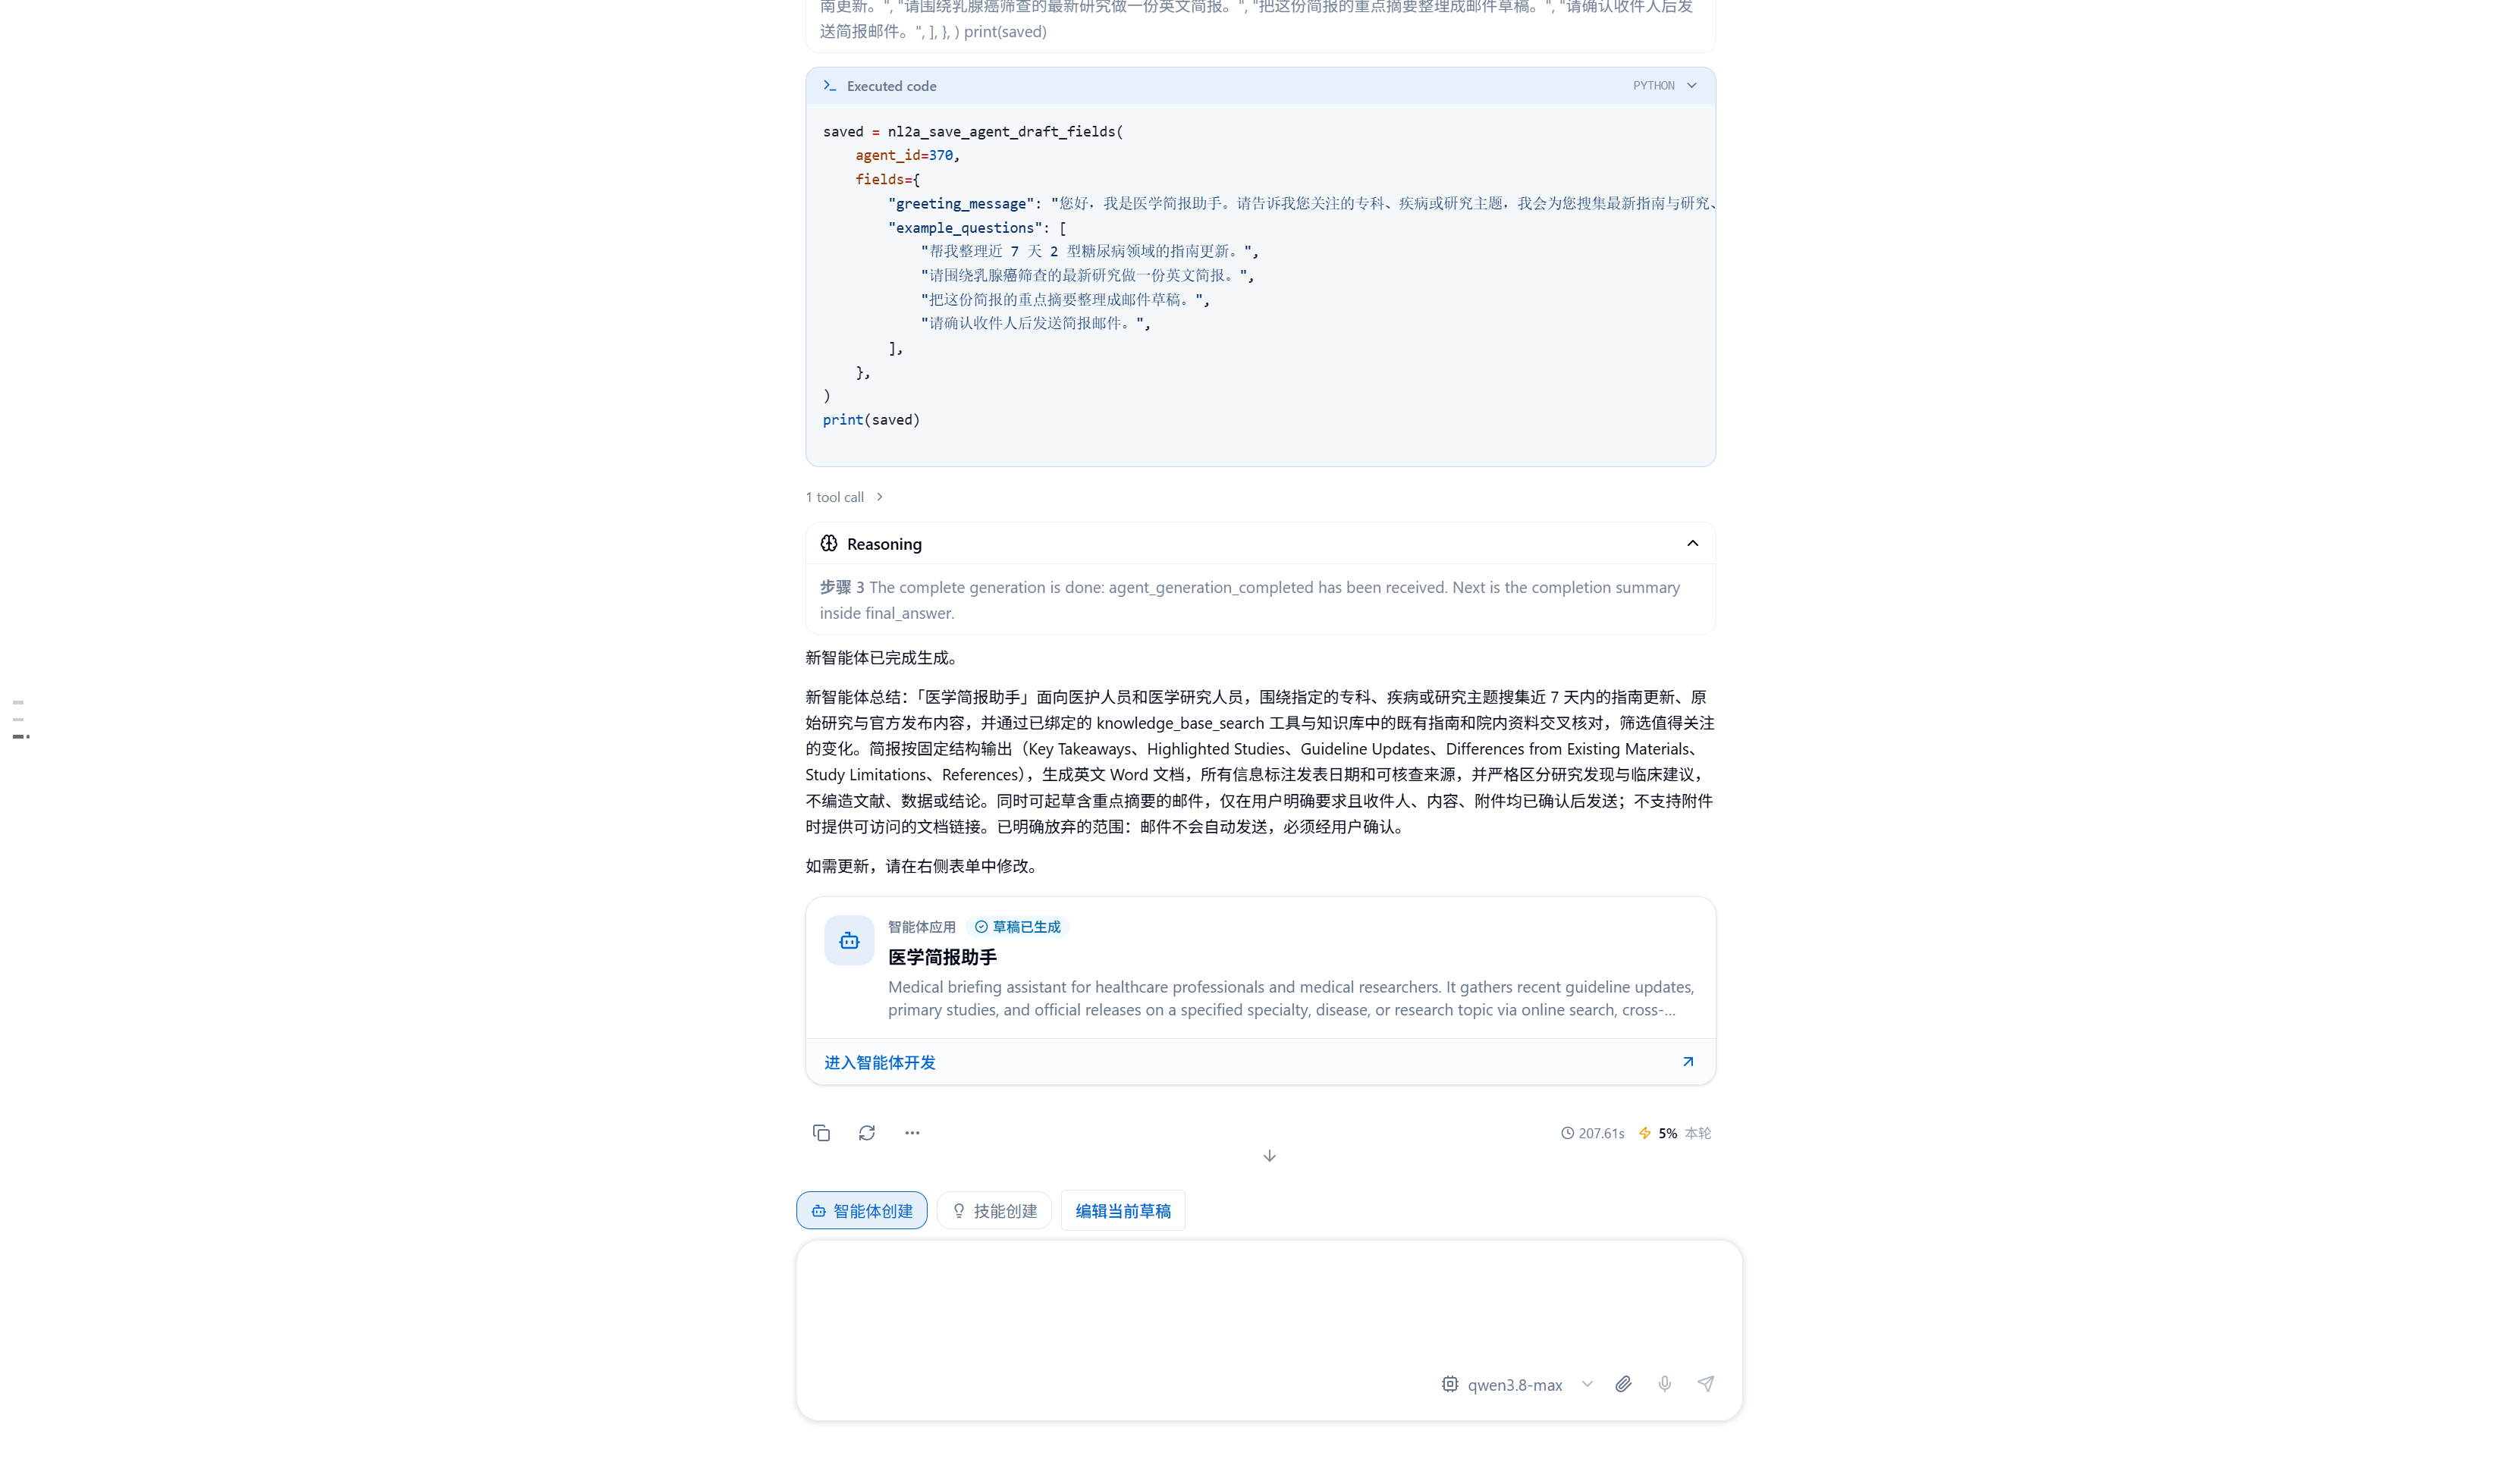 南更新。", "请围绕乳腺癌筛查的最新研究做一份英文简报。", "把这份简报的重点摘要整理成邮件草稿。", "请确认收件人后发
送简报邮件。", ], }, ) print(saved)
Executed code
PYTHON
saved = nl2a_save_agent_draft_fields(
    agent_id=370,
    fields={
        "greeting_message": "您好，我是医学简报助手。请告诉我您关注的专科、疾病或研究主题，我会为您搜集最新指南与研究、
        "example_questions": [
            "帮我整理近 7 天 2 型糖尿病领域的指南更新。",
            "请围绕乳腺癌筛查的最新研究做一份英文简报。",
            "把这份简报的重点摘要整理成邮件草稿。",
            "请确认收件人后发送简报邮件。",
        ],
    },
)
print(saved)
1 tool call
Reasoning
步骤 3 The complete generation is done: agent_generation_completed has been received. Next is the completion summary
inside final_answer.
新智能体已完成生成。
新智能体总结：「医学简报助手」面向医护人员和医学研究人员，围绕指定的专科、疾病或研究主题搜集近 7 天内的指南更新、原
始研究与官方发布内容，并通过已绑定的 knowledge_base_search 工具与知识库中的既有指南和院内资料交叉核对，筛选值得关注
的变化。简报按固定结构输出（Key Takeaways、Highlighted Studies、Guideline Updates、Differences from Existing Materials、
Study Limitations、References），生成英文 Word 文档，所有信息标注发表日期和可核查来源，并严格区分研究发现与临床建议，
不编造文献、数据或结论。同时可起草含重点摘要的邮件，仅在用户明确要求且收件人、内容、附件均已确认后发送；不支持附件
时提供可访问的文档链接。已明确放弃的范围：邮件不会自动发送，必须经用户确认。
如需更新，请在右侧表单中修改。
智能体应用
草稿已生成
医学简报助手
Medical briefing assistant for healthcare professionals and medical researchers. It gathers recent guideline updates,
primary studies, and official releases on a specified specialty, disease, or research topic via online search, cross-...
进入智能体开发
207.61s
5% 本轮
智能体创建
技能创建
编辑当前草稿
qwen3.8-max